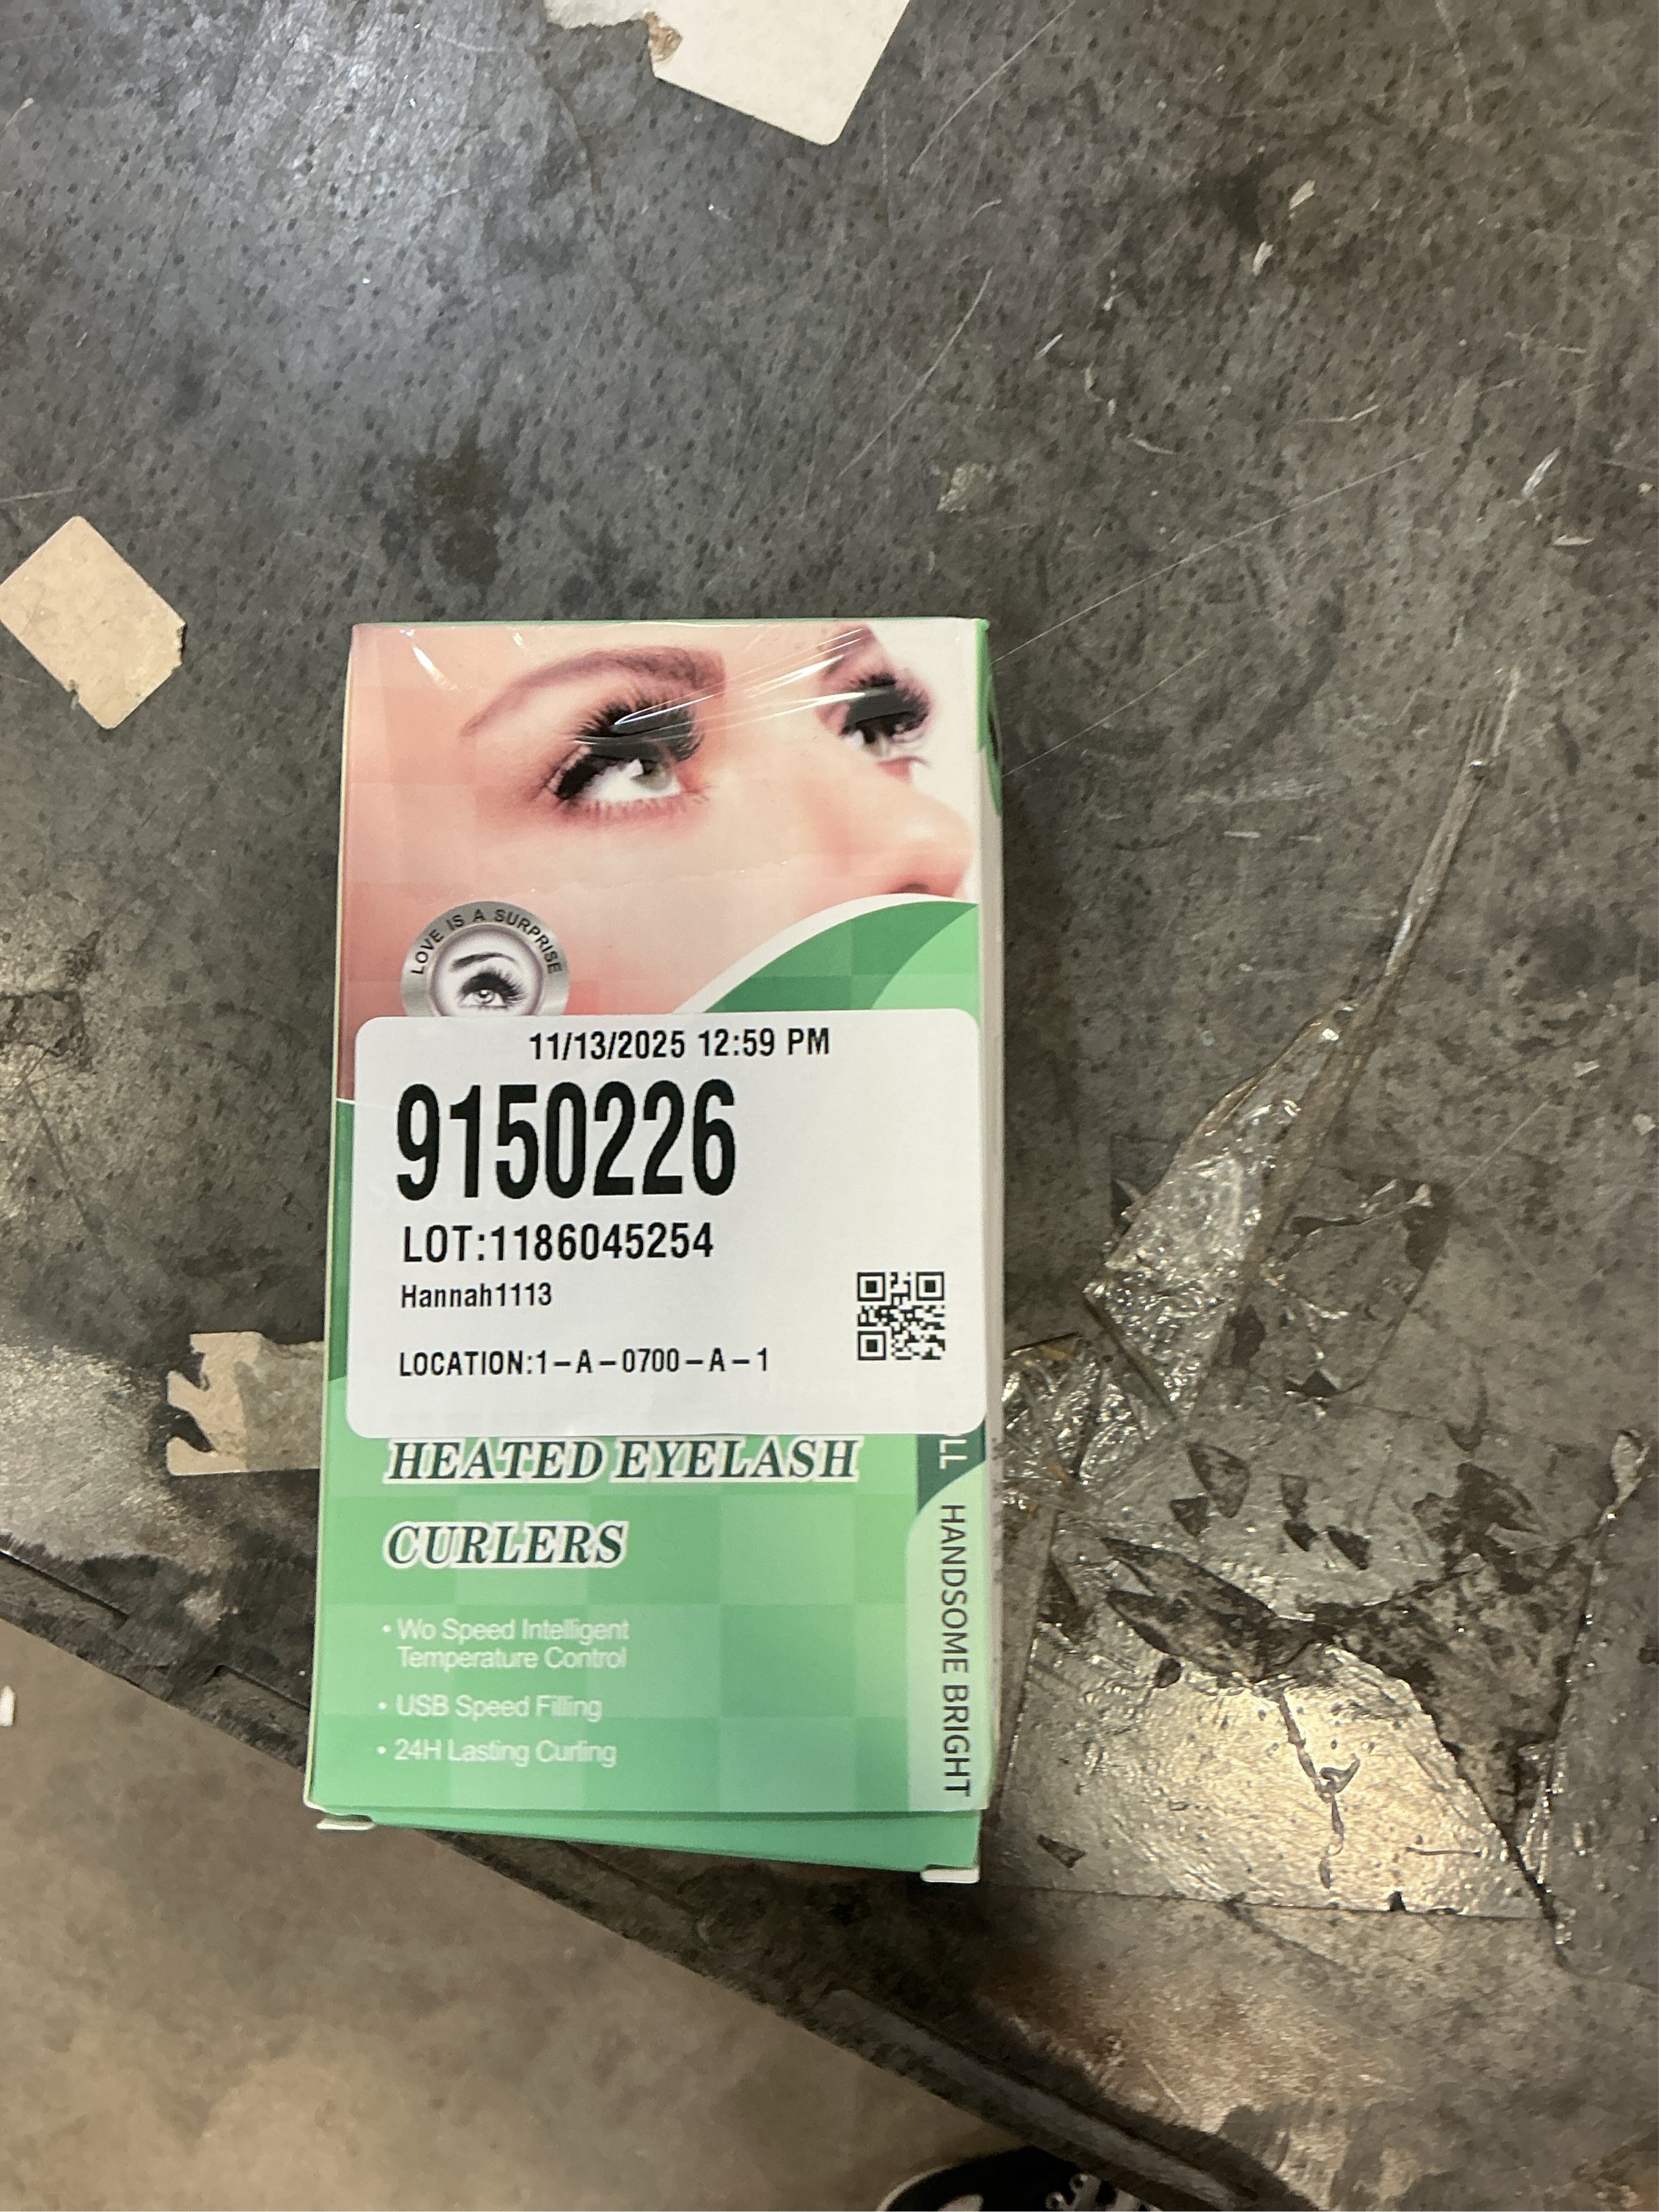 LOVE IS A SURPRISE
11/13/2025 12:59 PM
9150226
LOT:1186045254
Hannah1113
LOCATION:1-A-0700-A-1
HEATED EYELASH
CURLERS
• Wo Speed Intelligent
Temperature Control
• USB Speed Filling
• 24H Lasting Curling
HANDSOME BRIGHT